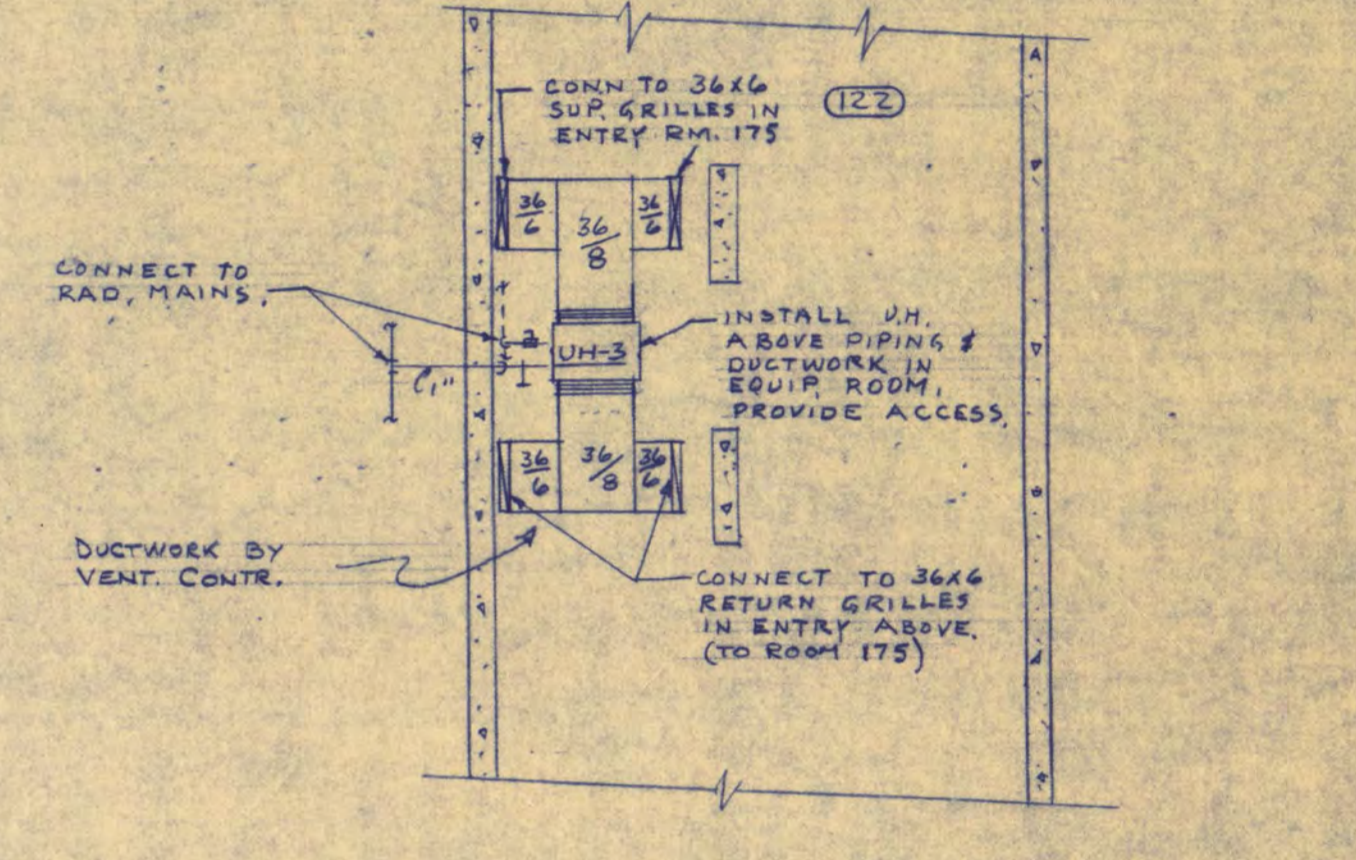 CONN TO 36X6
SUP. GRILLES IN
ENTRY RM. 175
122
36/6
36/8
36/6
CONNECT TO
RAD. MAINS.
INSTALL U.H.
ABOVE PIPING &
DUCTWORK IN
EQUIP. ROOM.
PROVIDE ACCESS.
UH-3
1"
36/6
36/8
36/6
DUCTWORK BY
VENT. CONTR.
CONNECT TO 36X6
RETURN GRILLES
IN ENTRY ABOVE.
(TO ROOM 175)